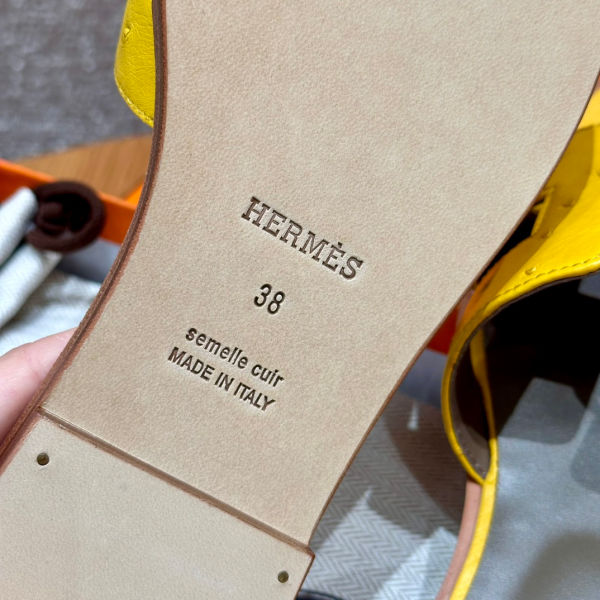 HERMÈS
38
semelle cuir
MADE IN ITALY